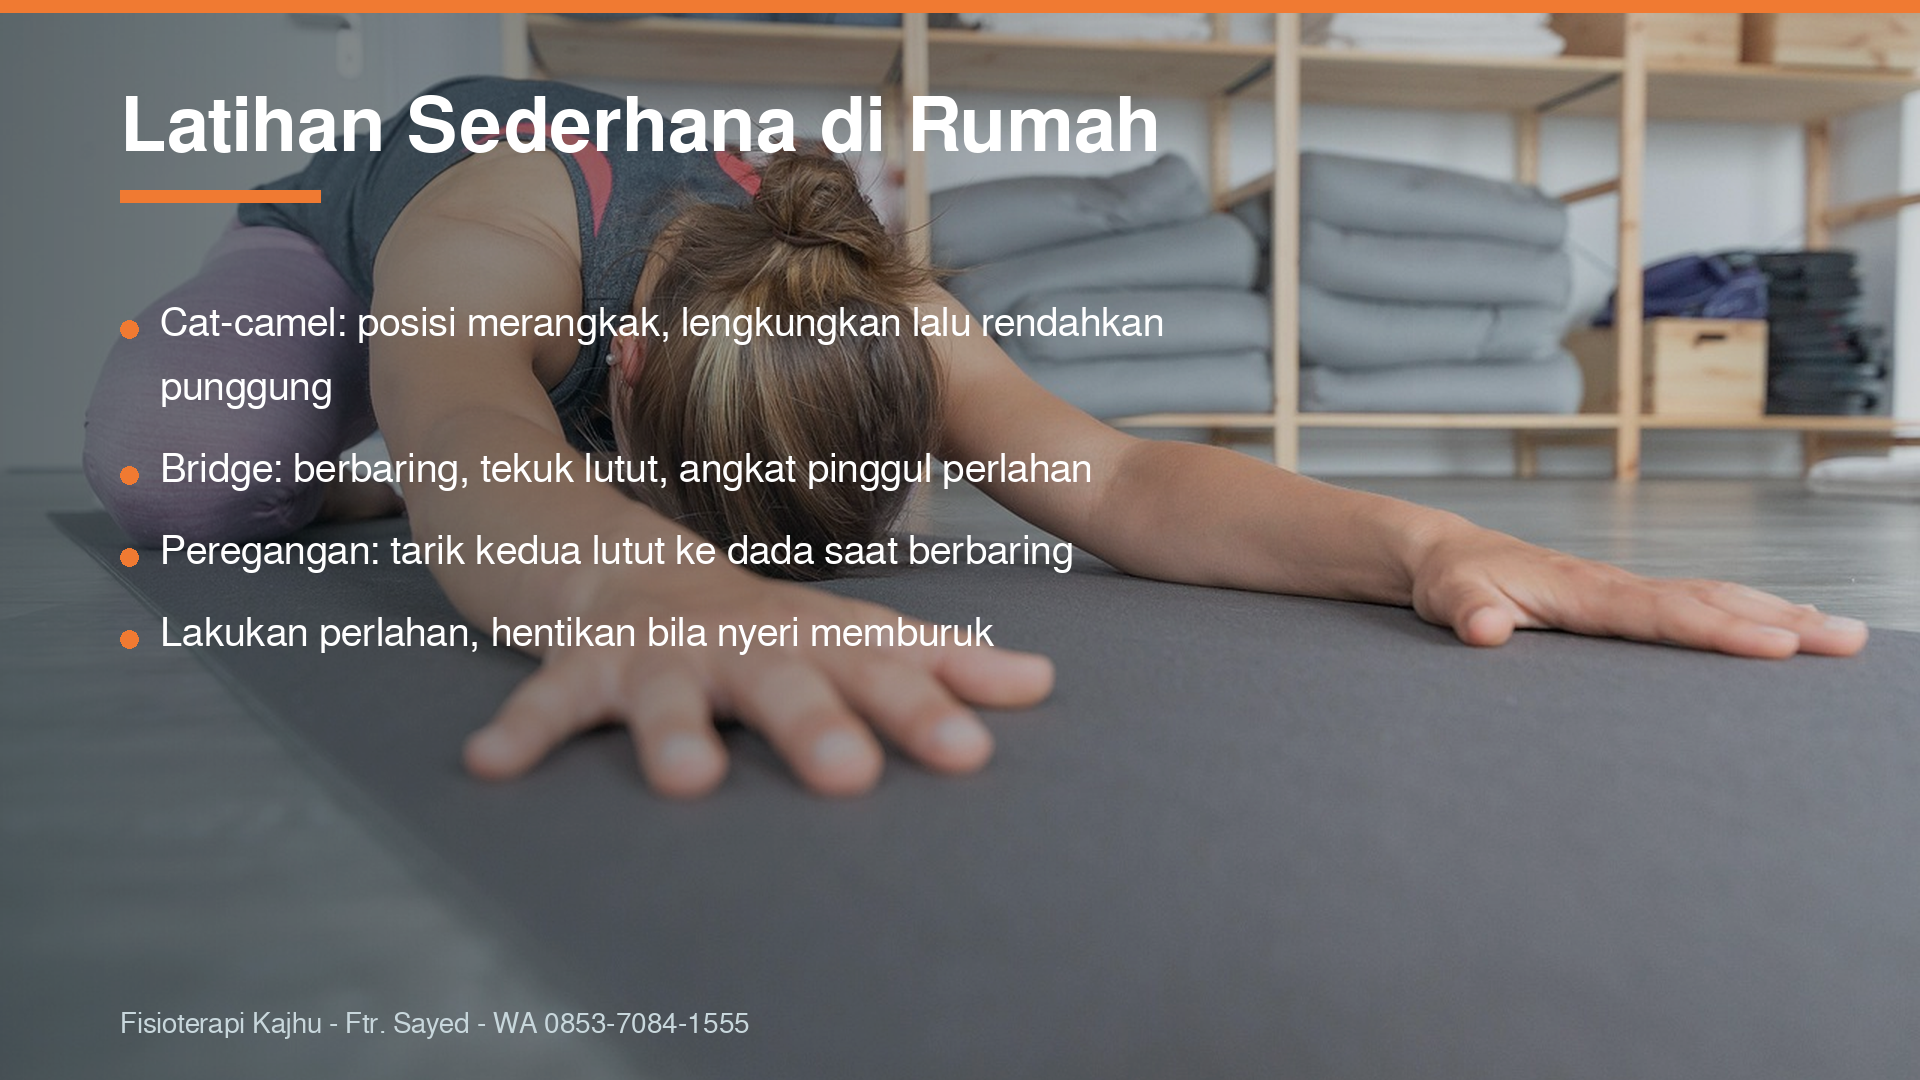 Latihan Sederhana di Rumah
Cat-camel: posisi merangkak, lengkungkan lalu rendahkan
punggung
Bridge: berbaring, tekuk lutut, angkat pinggul perlahan
Peregangan: tarik kedua lutut ke dada saat berbaring
Lakukan perlahan, hentikan bila nyeri memburuk
Fisioterapi Kajhu - Ftr. Sayed - WA 0853-7084-1555